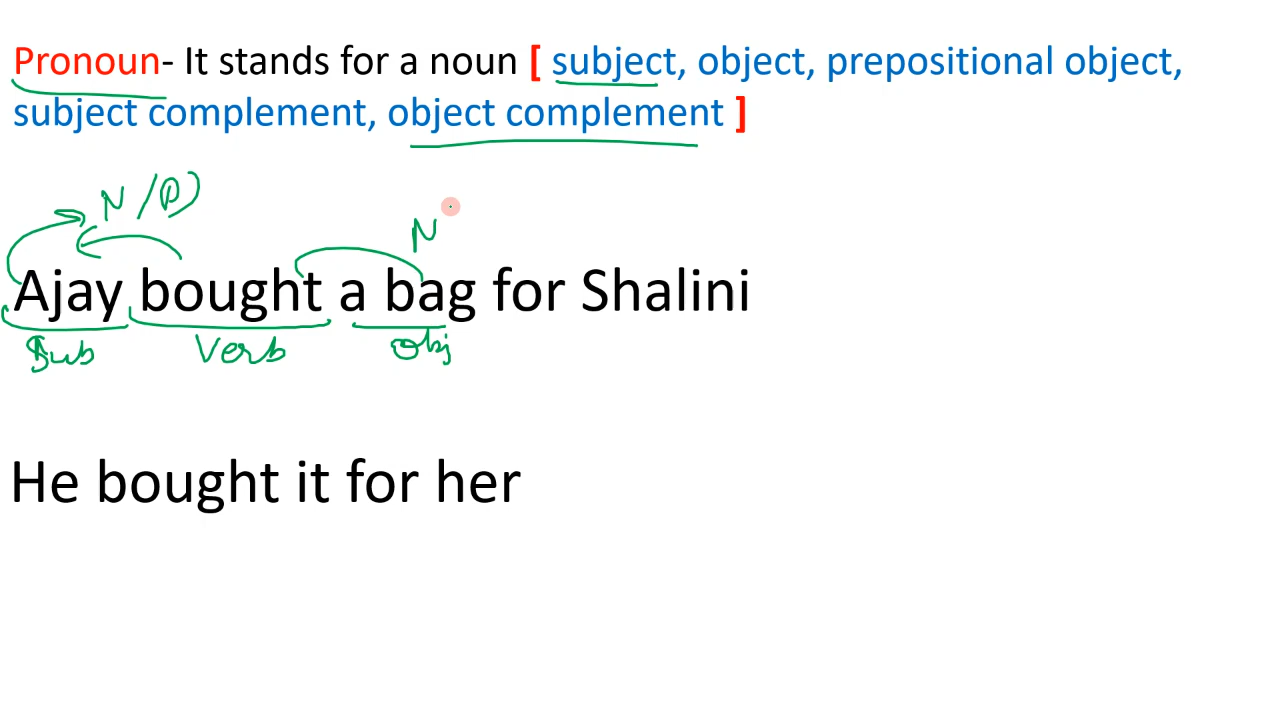 Pronoun- It stands for a noun [ subject, object, prepositional object,
subject complement, object complement ]
N / P)
N
Ajay bought a bag for Shalini
Sub Verb Obj
He bought it for her